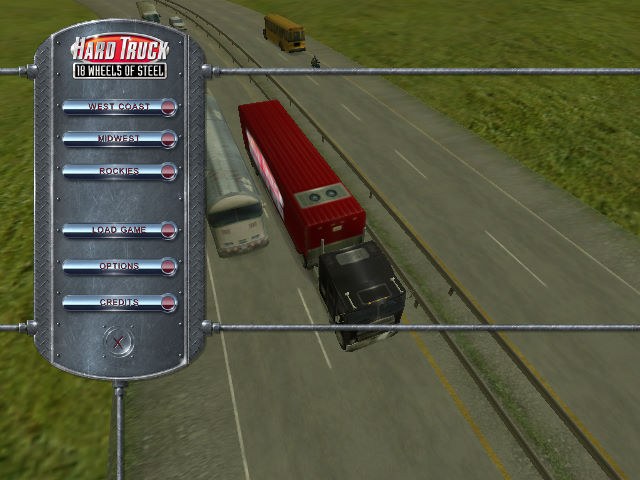 HARD TRUCK
18 WHEELS OF STEEL
WEST COAST
MIDWEST
ROCKIES
LOAD GAME
OPTIONS
CREDITS
X